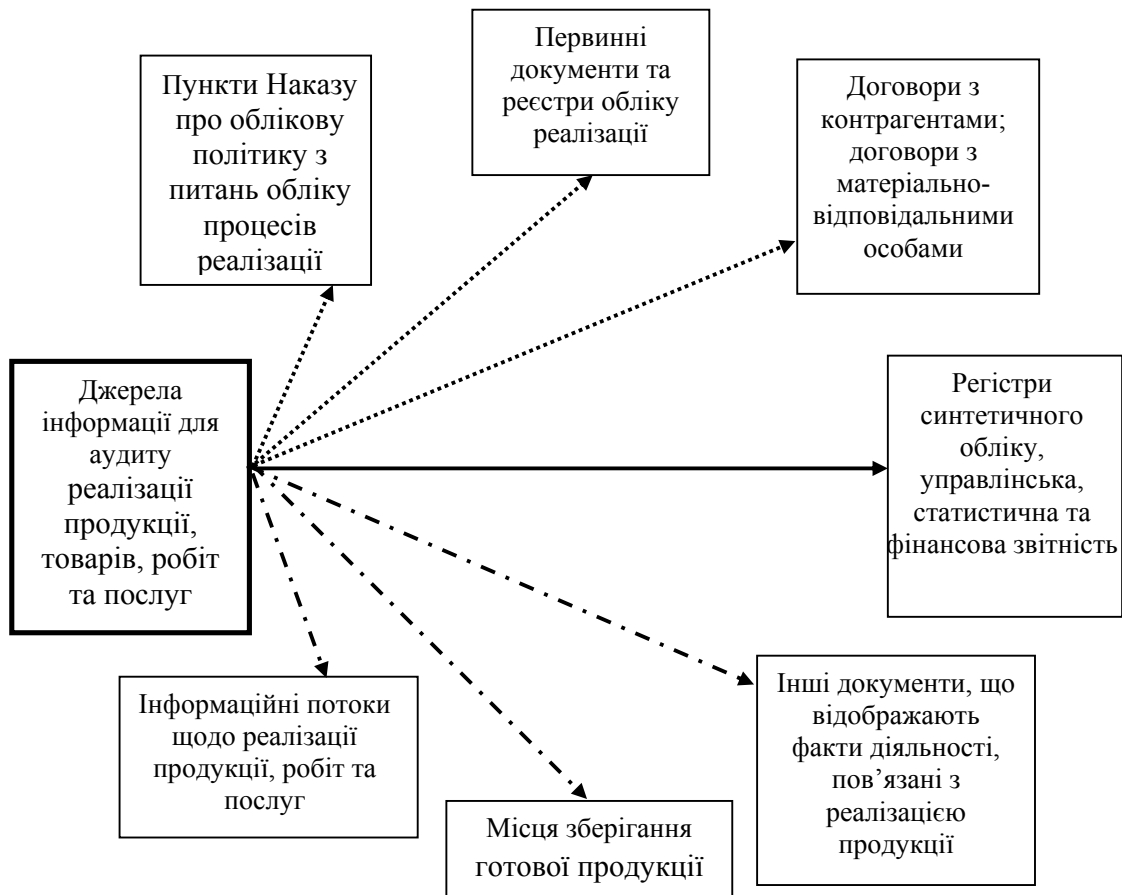 Пункти Наказу
про облікову
політику з
питань обліку
процесів
реалізації
Первинні
документи та
реєстри обліку
реалізації
Договори з
контрагентами;
договори з
матеріально-
відповідальними
особами
Джерела
інформації для
аудиту
реалізації
продукції,
товарів, робіт
та послуг
Регістри
синтетичного
обліку,
управлінська,
статистична та
фінансова звітність
Інформаційні потоки
щодо реалізації
продукції, робіт та
послуг
Місця зберігання
готової продукції
Інші документи, що
відображають
факти діяльності,
пов’язані з
реалізацією
продукції